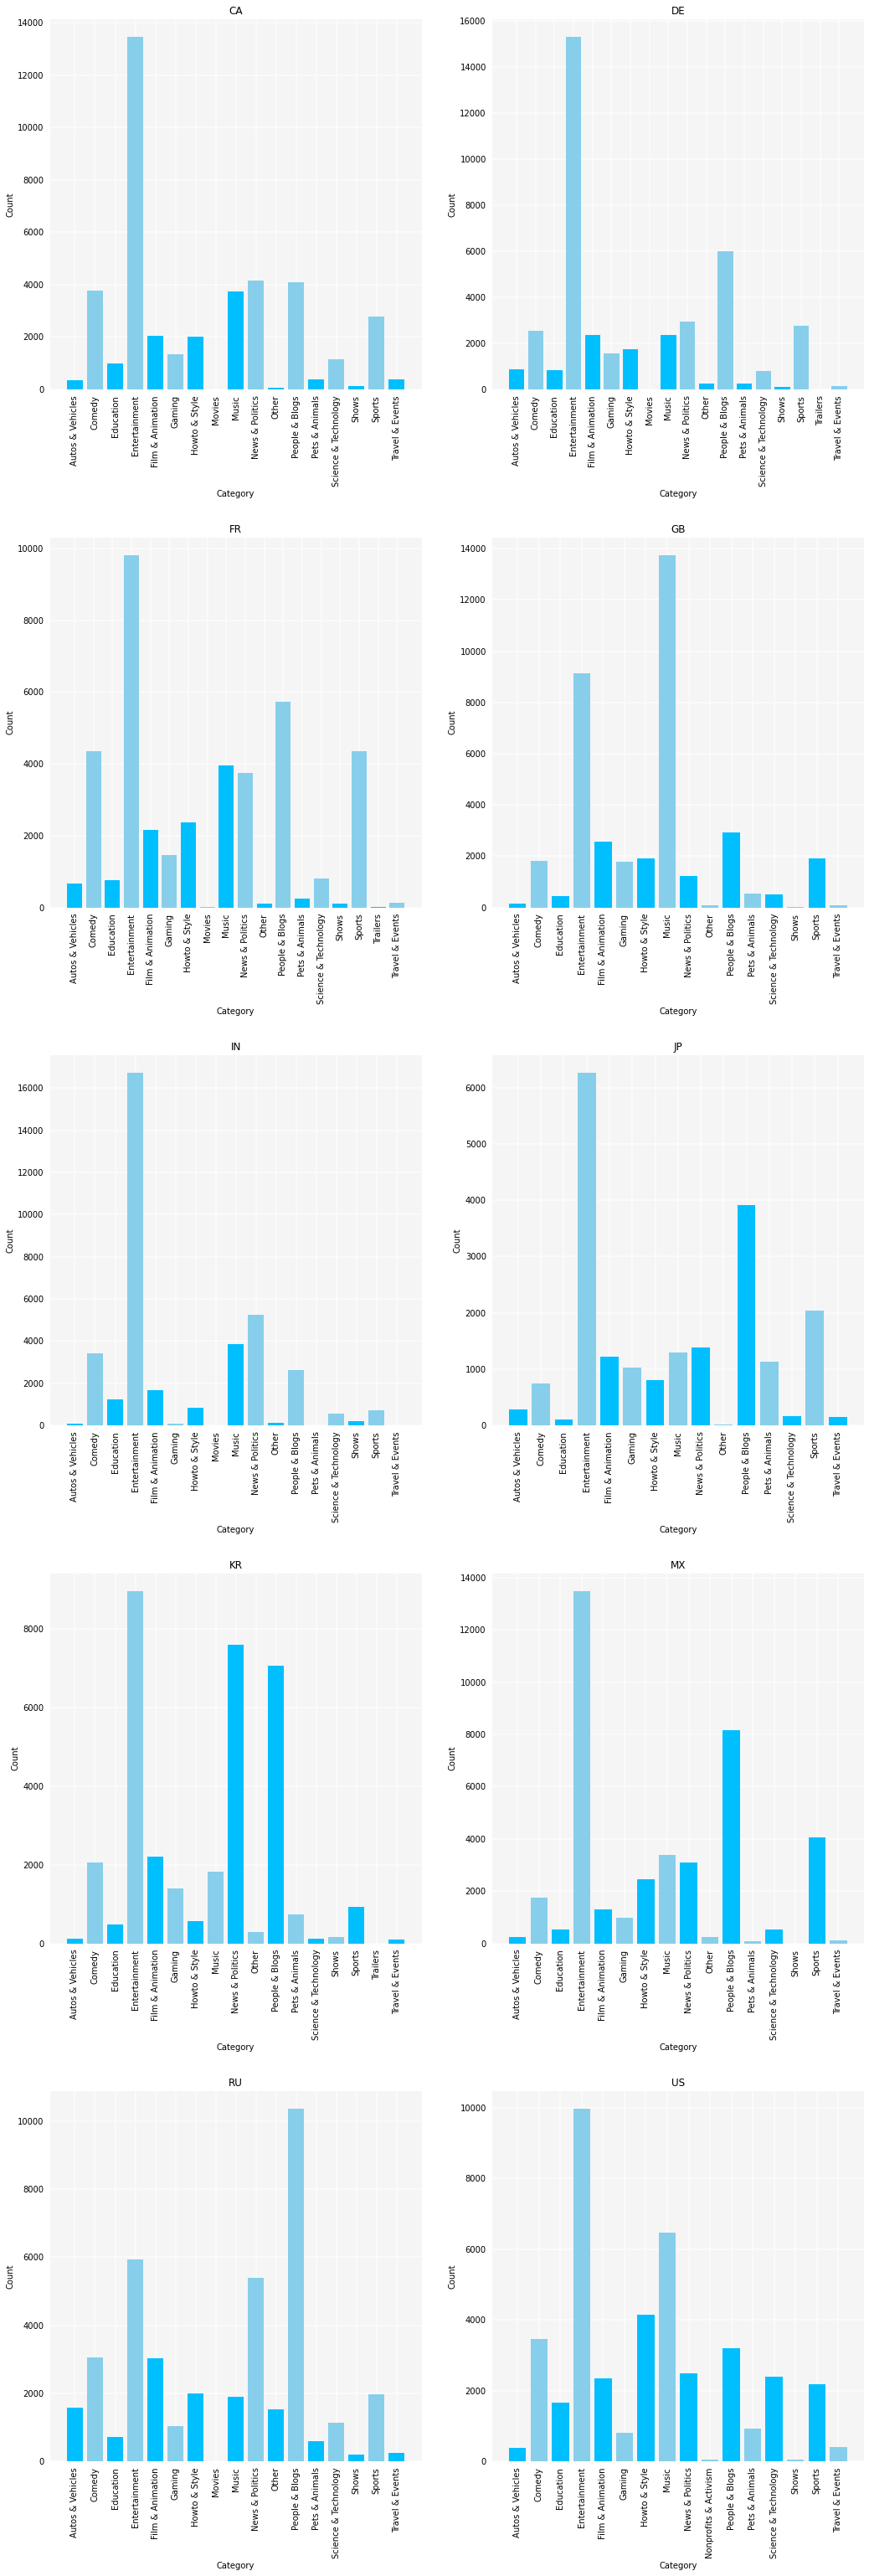 CA
14000
12000
10000
8000
6000
4000
2000
0
Count
Autos & Vehicles
Comedy
Education
Entertainment
Film & Animation
Gaming
Howto & Style
Movies
Music
News & Politics
Other
People & Blogs
Pets & Animals
Science & Technology
Shows
Sports
Travel & Events
Category
DE
16000
14000
12000
10000
8000
6000
4000
2000
0
Count
Autos & Vehicles
Comedy
Education
Entertainment
Film & Animation
Gaming
Howto & Style
Movies
Music
News & Politics
Other
People & Blogs
Pets & Animals
Science & Technology
Shows
Sports
Trailers
Travel & Events
Category
FR
10000
8000
6000
4000
2000
0
Count
Autos & Vehicles
Comedy
Education
Entertainment
Film & Animation
Gaming
Howto & Style
Movies
Music
News & Politics
Other
People & Blogs
Pets & Animals
Science & Technology
Shows
Sports
Trailers
Travel & Events
Category
GB
14000
12000
10000
8000
6000
4000
2000
0
Count
Autos & Vehicles
Comedy
Education
Entertainment
Film & Animation
Gaming
Howto & Style
Music
News & Politics
Other
People & Blogs
Pets & Animals
Science & Technology
Shows
Sports
Travel & Events
Category
IN
16000
14000
12000
10000
8000
6000
4000
2000
0
Count
Autos & Vehicles
Comedy
Education
Entertainment
Film & Animation
Gaming
Howto & Style
Movies
Music
News & Politics
Other
People & Blogs
Pets & Animals
Science & Technology
Shows
Sports
Travel & Events
Category
JP
6000
5000
4000
3000
2000
1000
0
Count
Autos & Vehicles
Comedy
Education
Entertainment
Film & Animation
Gaming
Howto & Style
Music
News & Politics
Other
People & Blogs
Pets & Animals
Science & Technology
Sports
Travel & Events
Category
KR
8000
6000
4000
2000
0
Count
Autos & Vehicles
Comedy
Education
Entertainment
Film & Animation
Gaming
Howto & Style
Music
News & Politics
Other
People & Blogs
Pets & Animals
Science & Technology
Shows
Sports
Trailers
Travel & Events
Category
MX
14000
12000
10000
8000
6000
4000
2000
0
Count
Autos & Vehicles
Comedy
Education
Entertainment
Film & Animation
Gaming
Howto & Style
Music
News & Politics
Other
People & Blogs
Pets & Animals
Science & Technology
Shows
Sports
Travel & Events
Category
RU
10000
8000
6000
4000
2000
0
Count
Autos & Vehicles
Comedy
Education
Entertainment
Film & Animation
Gaming
Howto & Style
Movies
Music
News & Politics
Other
People & Blogs
Pets & Animals
Science & Technology
Shows
Sports
Travel & Events
Category
US
10000
8000
6000
4000
2000
0
Count
Autos & Vehicles
Comedy
Education
Entertainment
Film & Animation
Gaming
Howto & Style
Music
News & Politics
Nonprofits & Activism
People & Blogs
Pets & Animals
Science & Technology
Shows
Sports
Travel & Events
Category